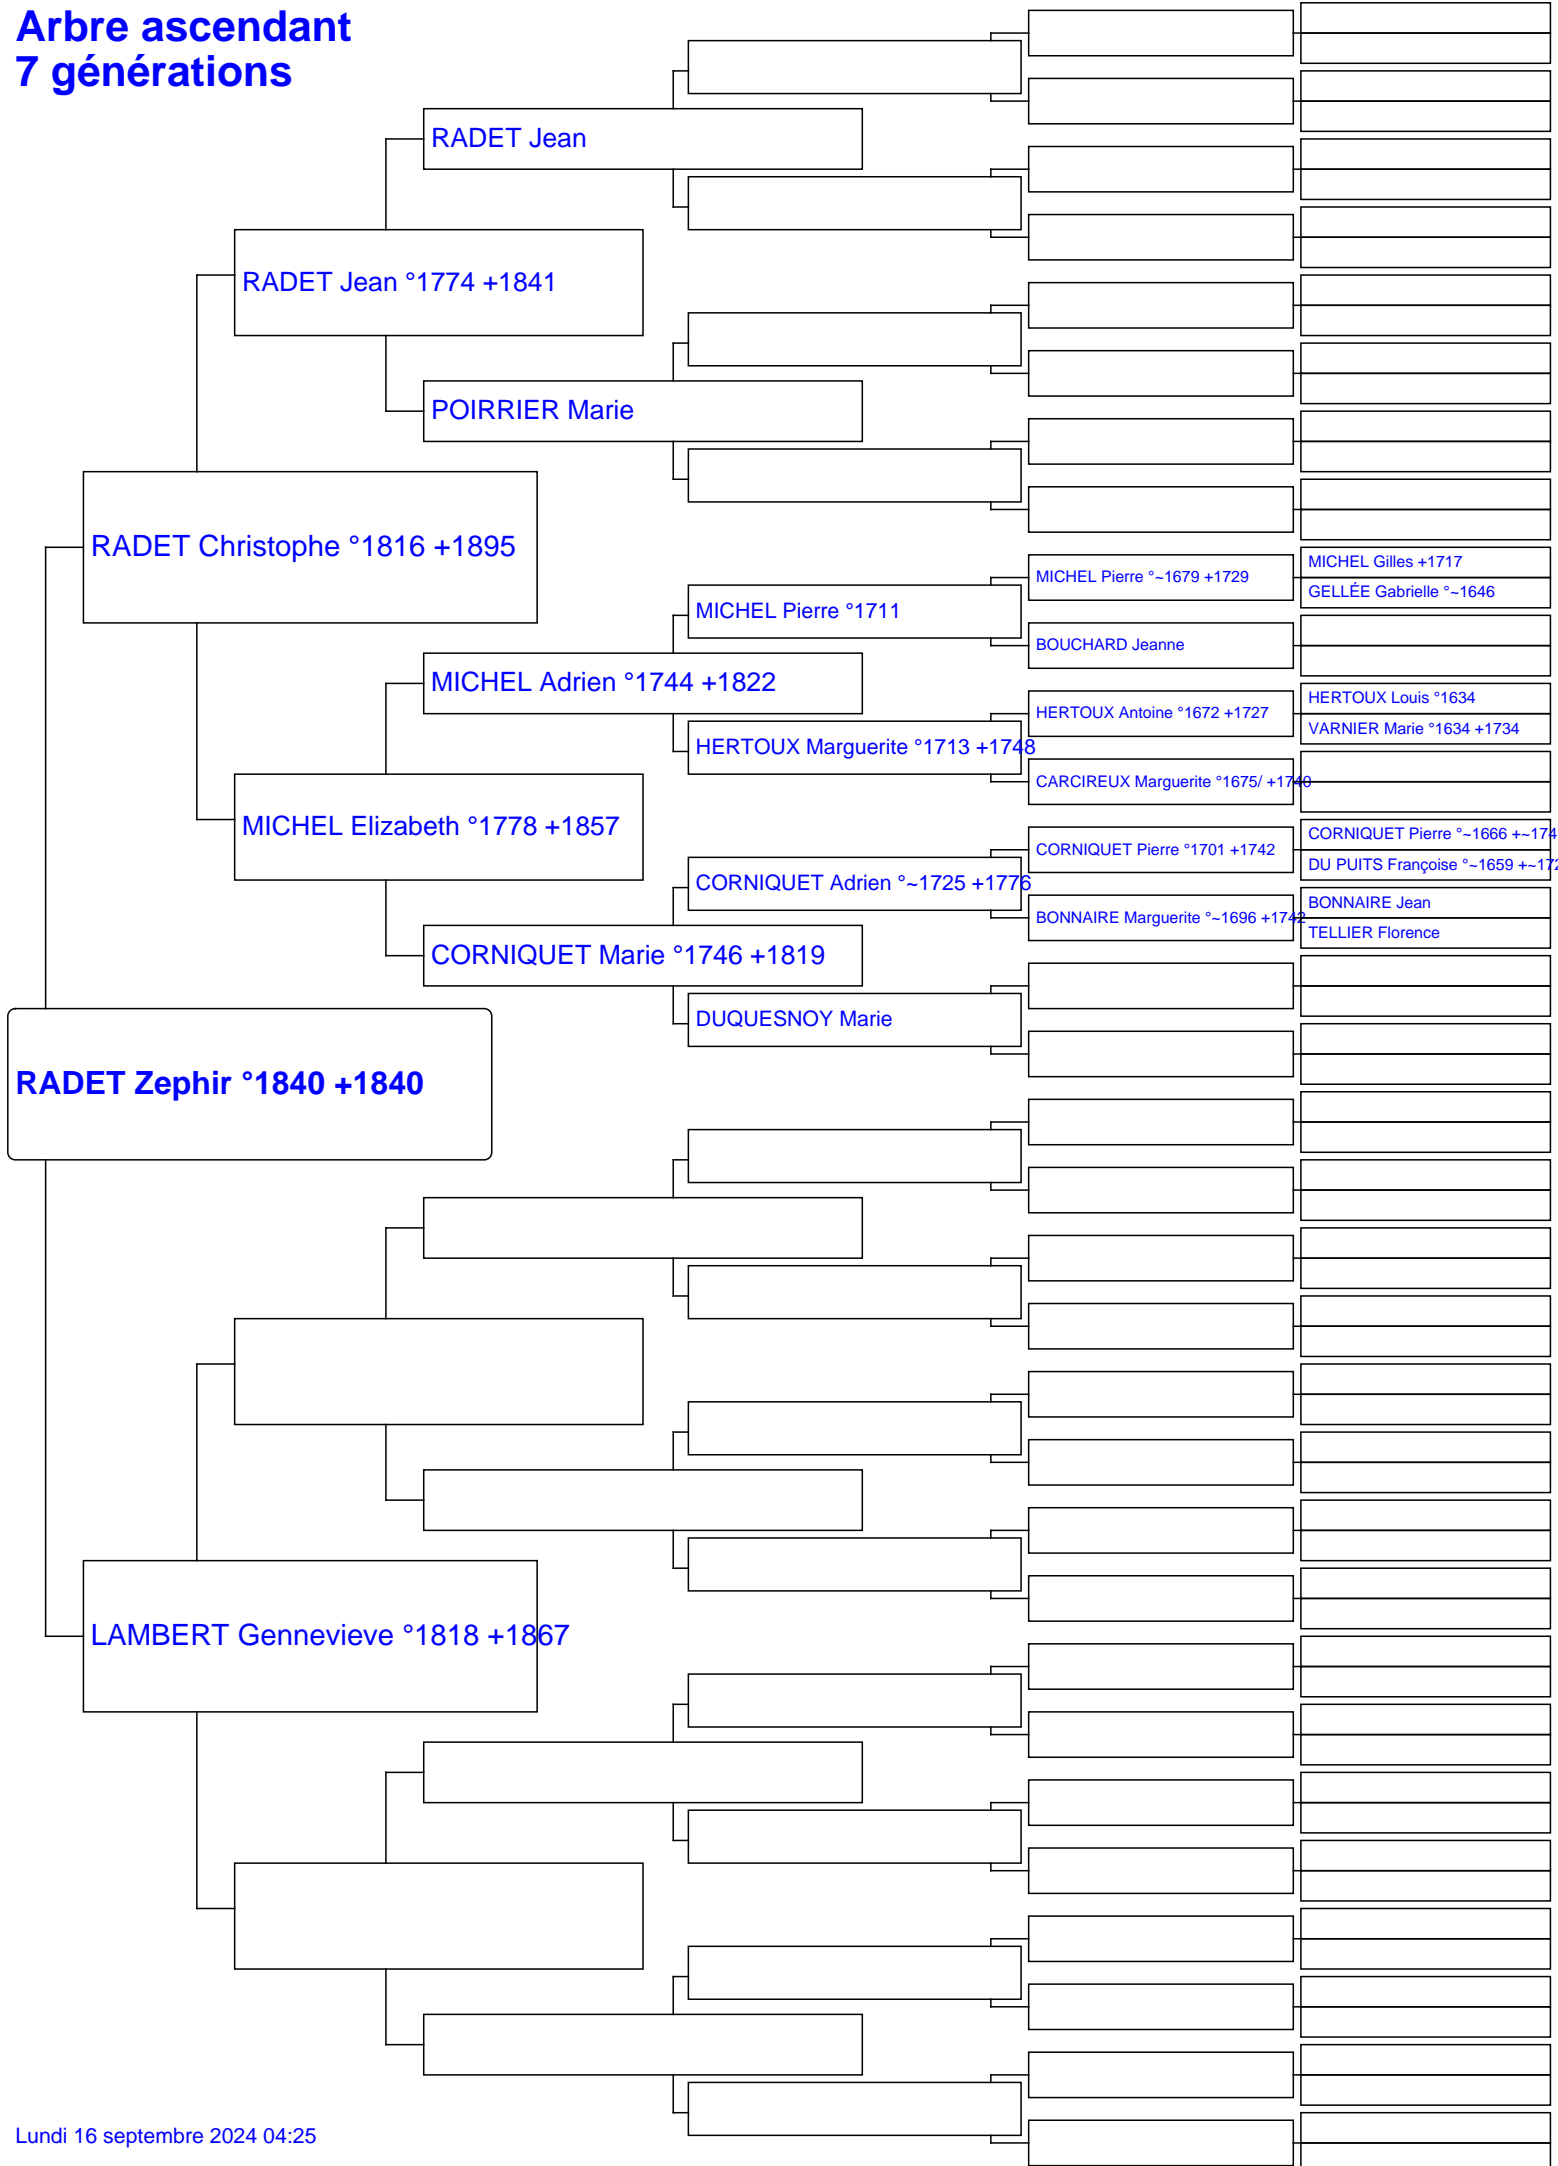 Arbre ascendant
7 générations
RADET Jean
RADET Jean °1774 +1841
POIRRIER Marie
RADET Christophe °1816 +1895
MICHEL Pierre °~1679 +1729
MICHEL Gilles +1717
GELLÉE Gabrielle °~1646
MICHEL Pierre °1711
BOUCHARD Jeanne
MICHEL Adrien °1744 +1822
HERTOUX Antoine °1672 +1727
HERTOUX Louis °1634
VARNIER Marie °1634 +1734
HERTOUX Marguerite °1713 +1748
CARCIREUX Marguerite °1675/ +1740
MICHEL Elizabeth °1778 +1857
CORNIQUET Pierre °1701 +1742
CORNIQUET Pierre °~1666 +~174
DU PUITS Françoise °~1659 +~172
CORNIQUET Adrien °~1725 +1776
BONNAIRE Marguerite °~1696 +1742
BONNAIRE Jean
TELLIER Florence
CORNIQUET Marie °1746 +1819
DUQUESNOY Marie
RADET Zephir °1840 +1840
LAMBERT Gennevieve °1818 +1867
Lundi 16 septembre 2024 04:25